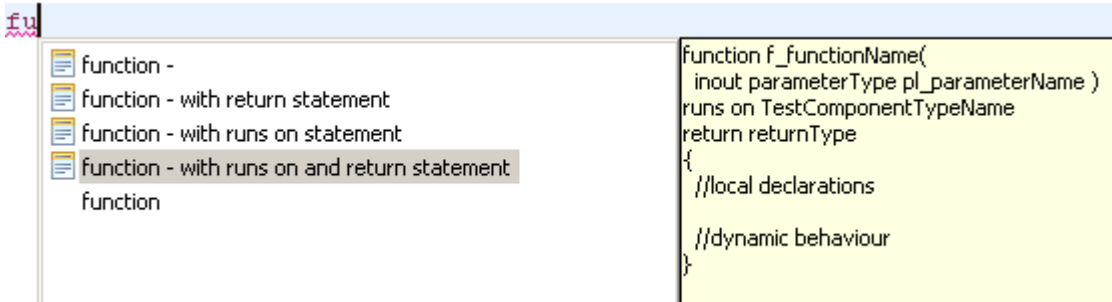 fu
function -
function - with return statement
function - with runs on statement
function - with runs on and return statement
function
function f_functionName(
  inout parameterType pl_parameterName )
runs on TestComponentTypeName
return returnType
{
  //local declarations
  //dynamic behaviour
}